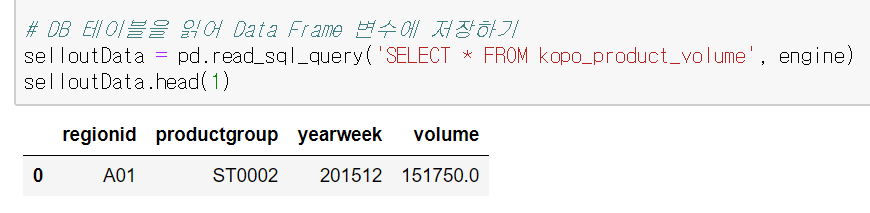 # DB 테이블을 읽어 Data Frame 변수에 저장하기
selloutData = pd.read_sql_query('SELECT * FROM kopo_product_volume', engine)
selloutData.head(1)
regionid productgroup yearweek volume
0 A01 ST0002 201512 151750.0